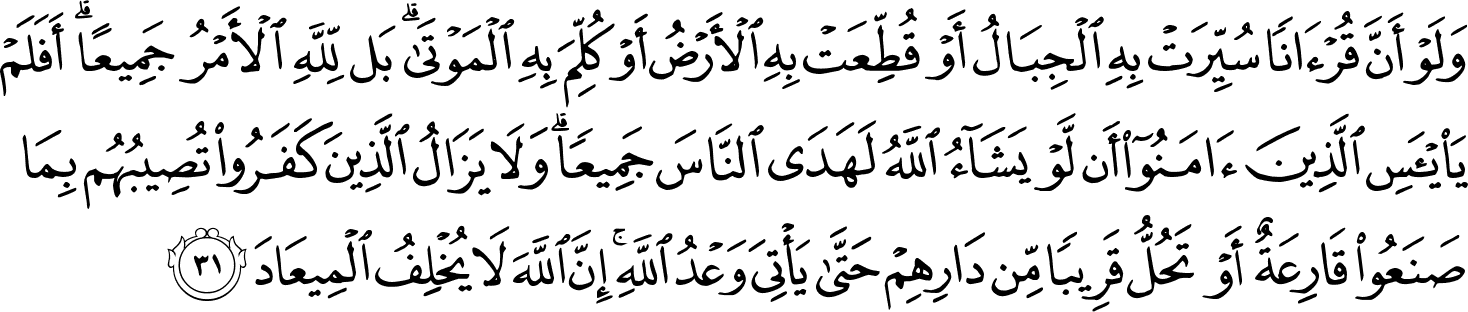 وَلَوْ أَنَّ قُرْءَانًا سُيِّرَتْ بِهِ ٱلْجِبَالُ أَوْ قُطِّعَتْ بِهِ ٱلْأَرْضُ أَوْ كُلِّمَ بِهِ ٱلْمَوْتَىٰ ۗ بَل لِّلَّهِ ٱلْأَمْرُ جَمِيعًا ۗ أَفَلَمْ
يَا۟يْـَٔسِ ٱلَّذِينَ ءَامَنُوٓا۟ أَن لَّوْ يَشَآءُ ٱللَّهُ لَهَدَى ٱلنَّاسَ جَمِيعًا ۗ وَلَا يَزَالُ ٱلَّذِينَ كَفَرُوا۟ تُصِيبُهُم بِمَا
صَنَعُوا۟ قَارِعَةٌ أَوْ تَحُلُّ قَرِيبًا مِّن دَارِهِمْ حَتَّىٰ يَأْتِىَ وَعْدُ ٱللَّهِ ۚ إِنَّ ٱللَّهَ لَا يُخْلِفُ ٱلْمِيعَادَ ٣١